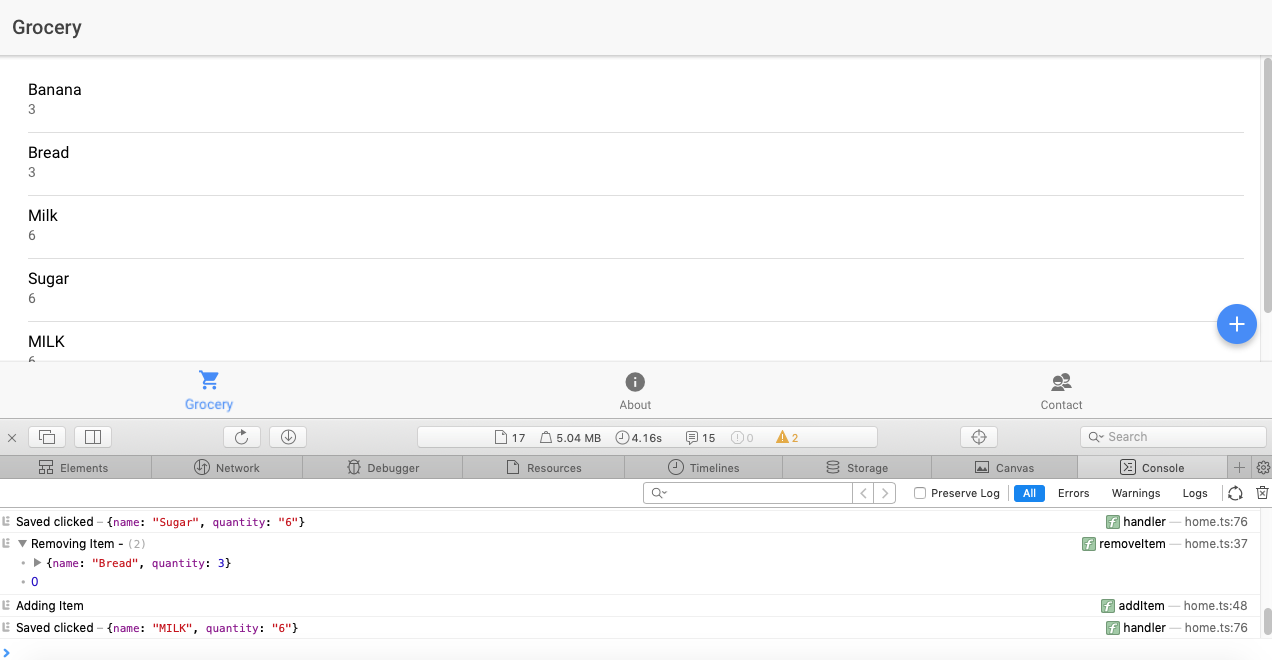 Grocery
Banana
3
Bread
3
Milk
6
Sugar
6
MILK
6
Grocery About Contact
17 5.04 MB 4.16s 15 0 2 Search
Elements Network Debugger Resources Timelines Storage Canvas Console
Preserve Log All Errors Warnings Logs
Saved clicked – {name: "Sugar", quantity: "6"} f handler — home.ts:76
Removing Item - (2) f removeItem — home.ts:37
{name: "Bread", quantity: 3}
0
Adding Item f addItem — home.ts:48
Saved clicked – {name: "MILK", quantity: "6"} f handler — home.ts:76